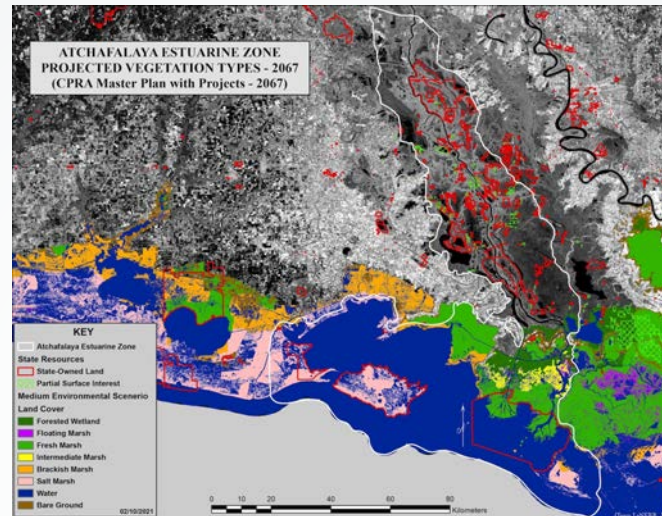 ATCHAFALAYA ESTUARINE ZONE
PROJECTED VEGETATION TYPES - 2067
(CPRA Master Plan with Projects - 2067)
KEY
Atchafalaya Estuarine Zone
State Resources
State-Owned Land
Partial Surface Interest
Medium Environmental Scenerio
Land Cover
Forested Wetland
Floating Marsh
Fresh Marsh
Intermediate Marsh
Brackish Marsh
Salt Marsh
Water
Bare Ground
02/10/2021
0 10 20 40 60 80
Kilometers